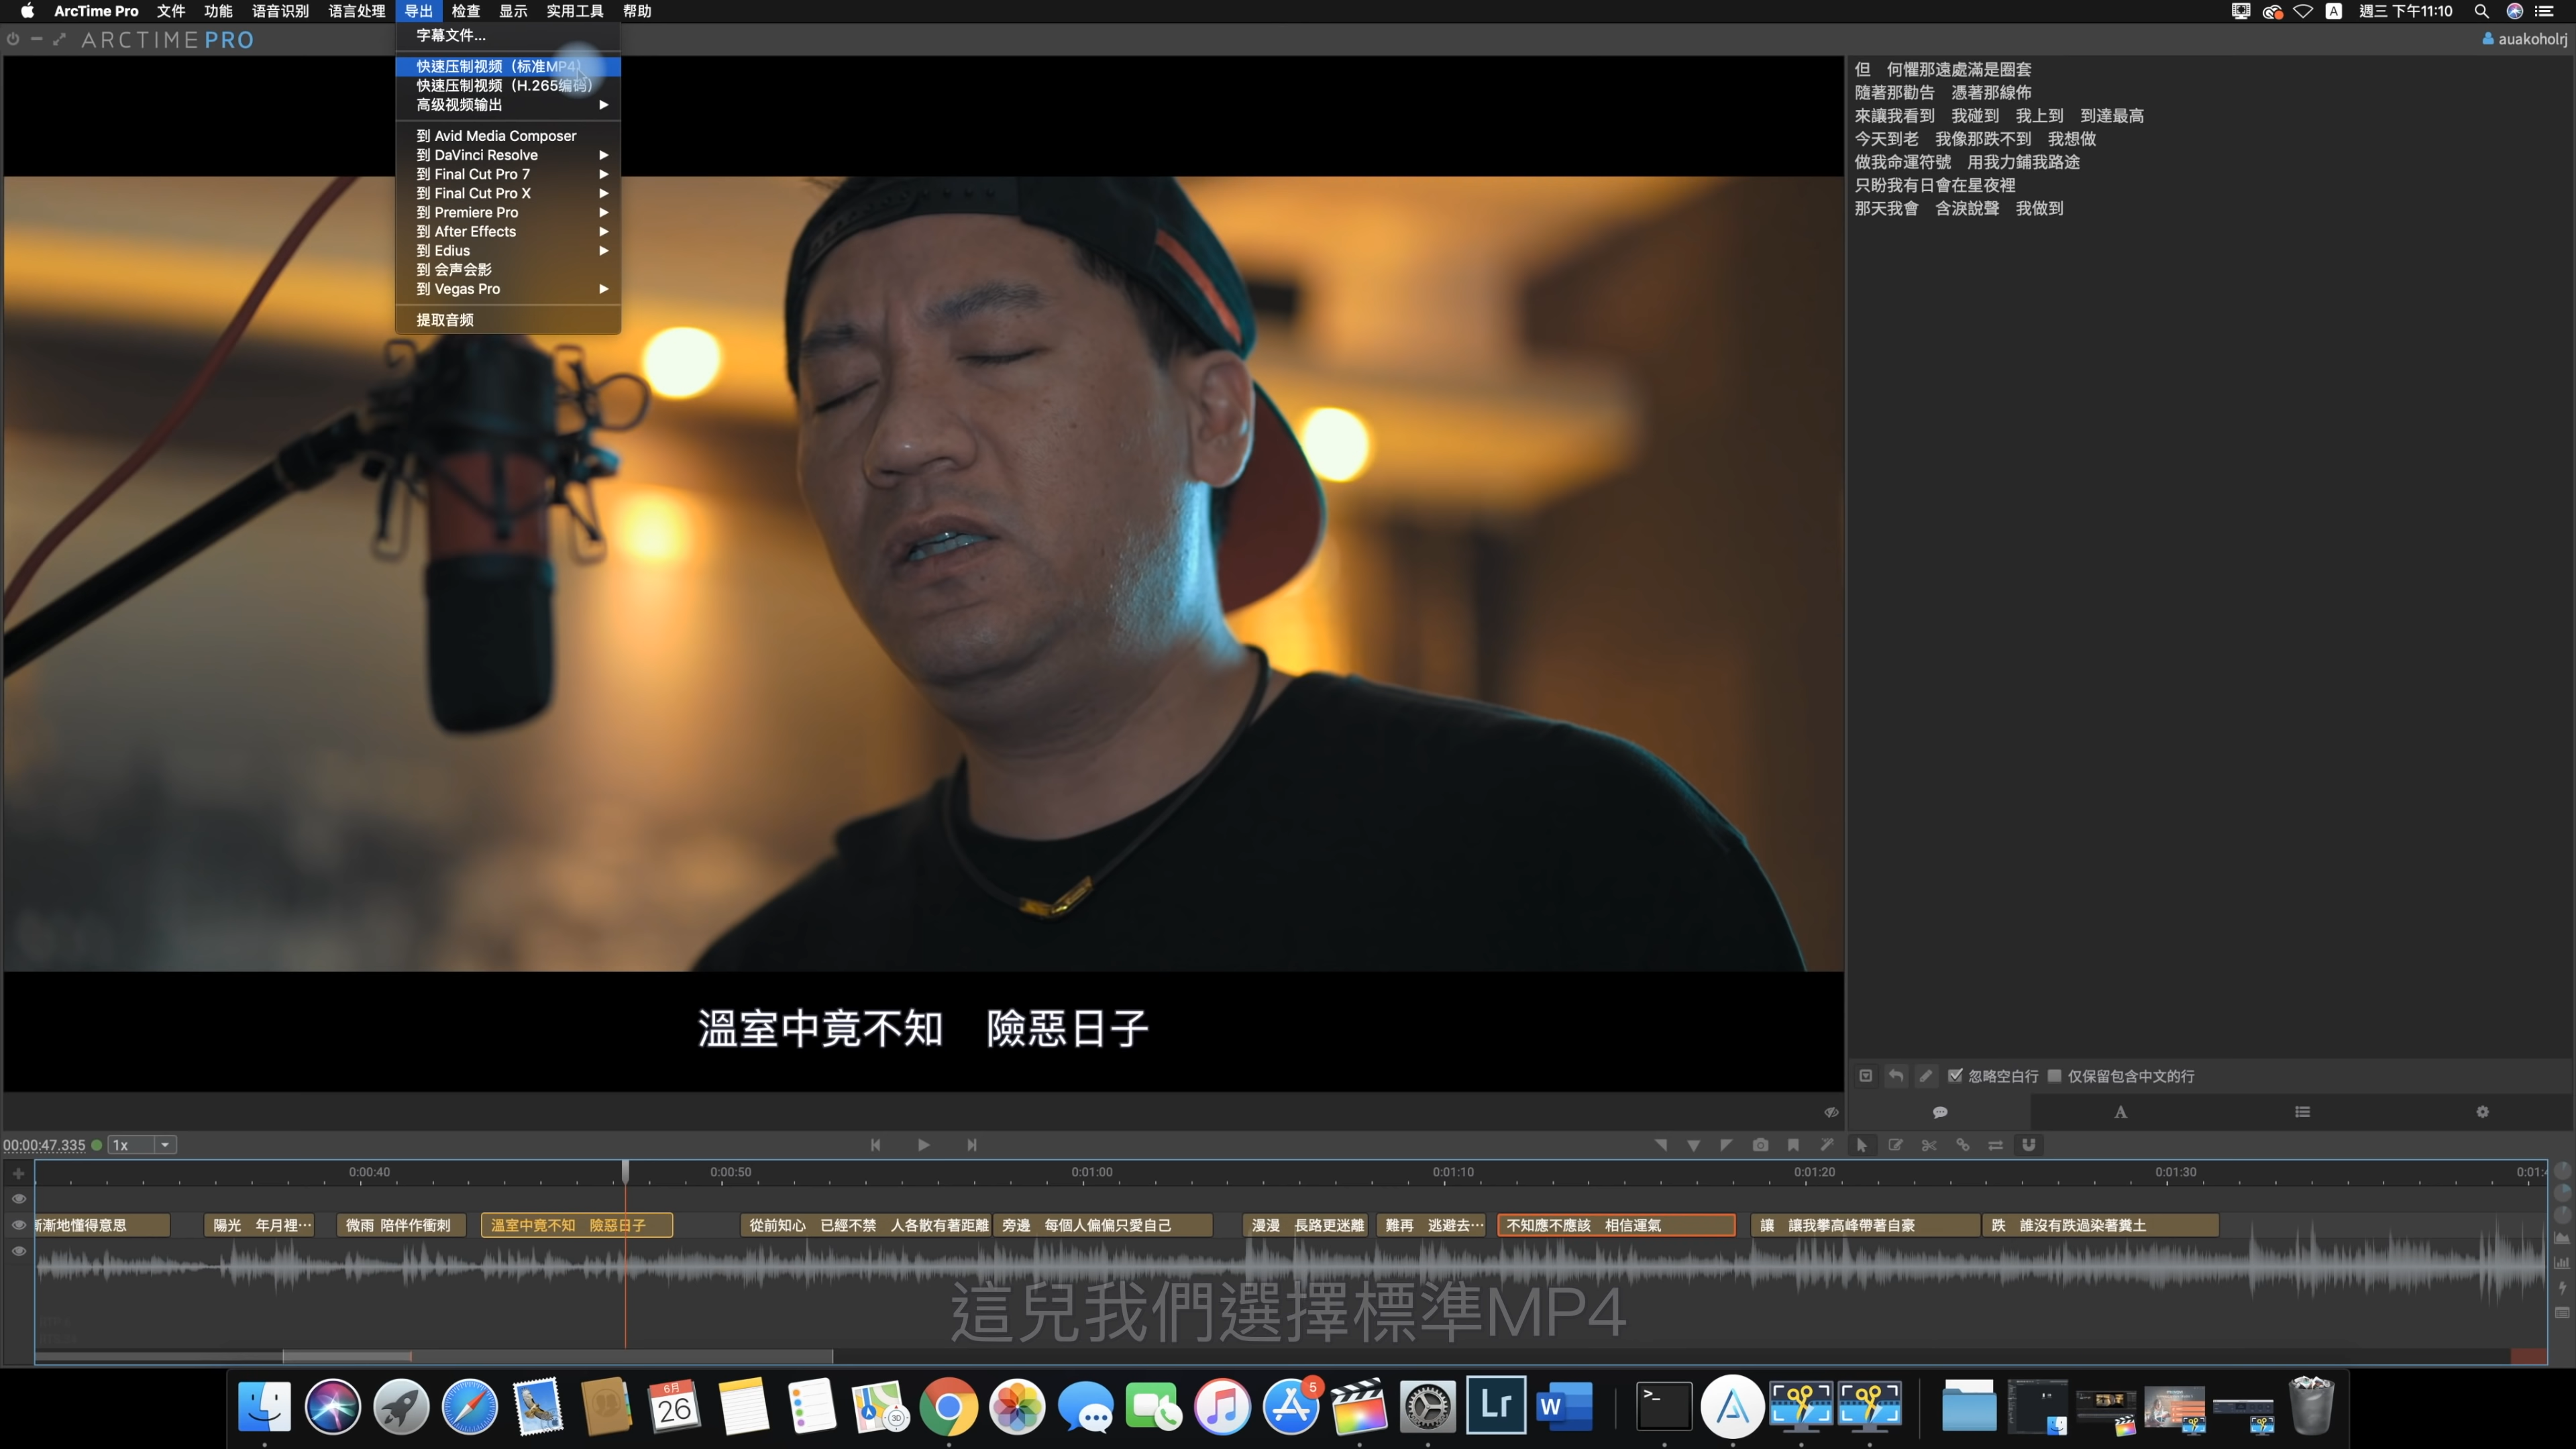 ArcTime Pro 文件 功能 语音识别 语言处理 导出 检查 显示 实用工具 帮助
A 週三 下午11:10
ARCTIMEPRO
auakoholrj
字幕文件...
快速压制视频（标准MP4）
快速压制视频（H.265编码）
高级视频输出
到 Avid Media Composer
到 DaVinci Resolve
到 Final Cut Pro 7
到 Final Cut Pro X
到 Premiere Pro
到 After Effects
到 Edius
到 会声会影
到 Vegas Pro
提取音频
但　何懼那遠處滿是圈套
隨著那勸告　憑著那線佈
來讓我看到　我碰到　我上到　到達最高
今天到老　我像那跌不到　我想做
做我命運符號　用我力鋪我路途
只盼我有日會在星夜裡
那天我會　含淚說聲　我做到
溫室中竟不知　險惡日子
忽略空白行 仅保留包含中文的行
A
00:00:47.335 1x
0:00:40 0:00:50 0:01:00 0:01:10 0:01:20 0:01:30
漸地懂得意思 陽光　年月裡… 微雨 陪伴作衝刺 溫室中竟不知　險惡日子 從前知心　已經不禁　人各散有著距離 旁邊　每個人偏偏只愛自己 漫漫　長路更迷離 難再　逃避去… 不知應不應該　相信運氣 讓　讓我攀高峰帶著自豪 跌　誰沒有跌過染著糞土
這兒我們選擇標準MP4
6月
26
3D
5
Lr
W
>_